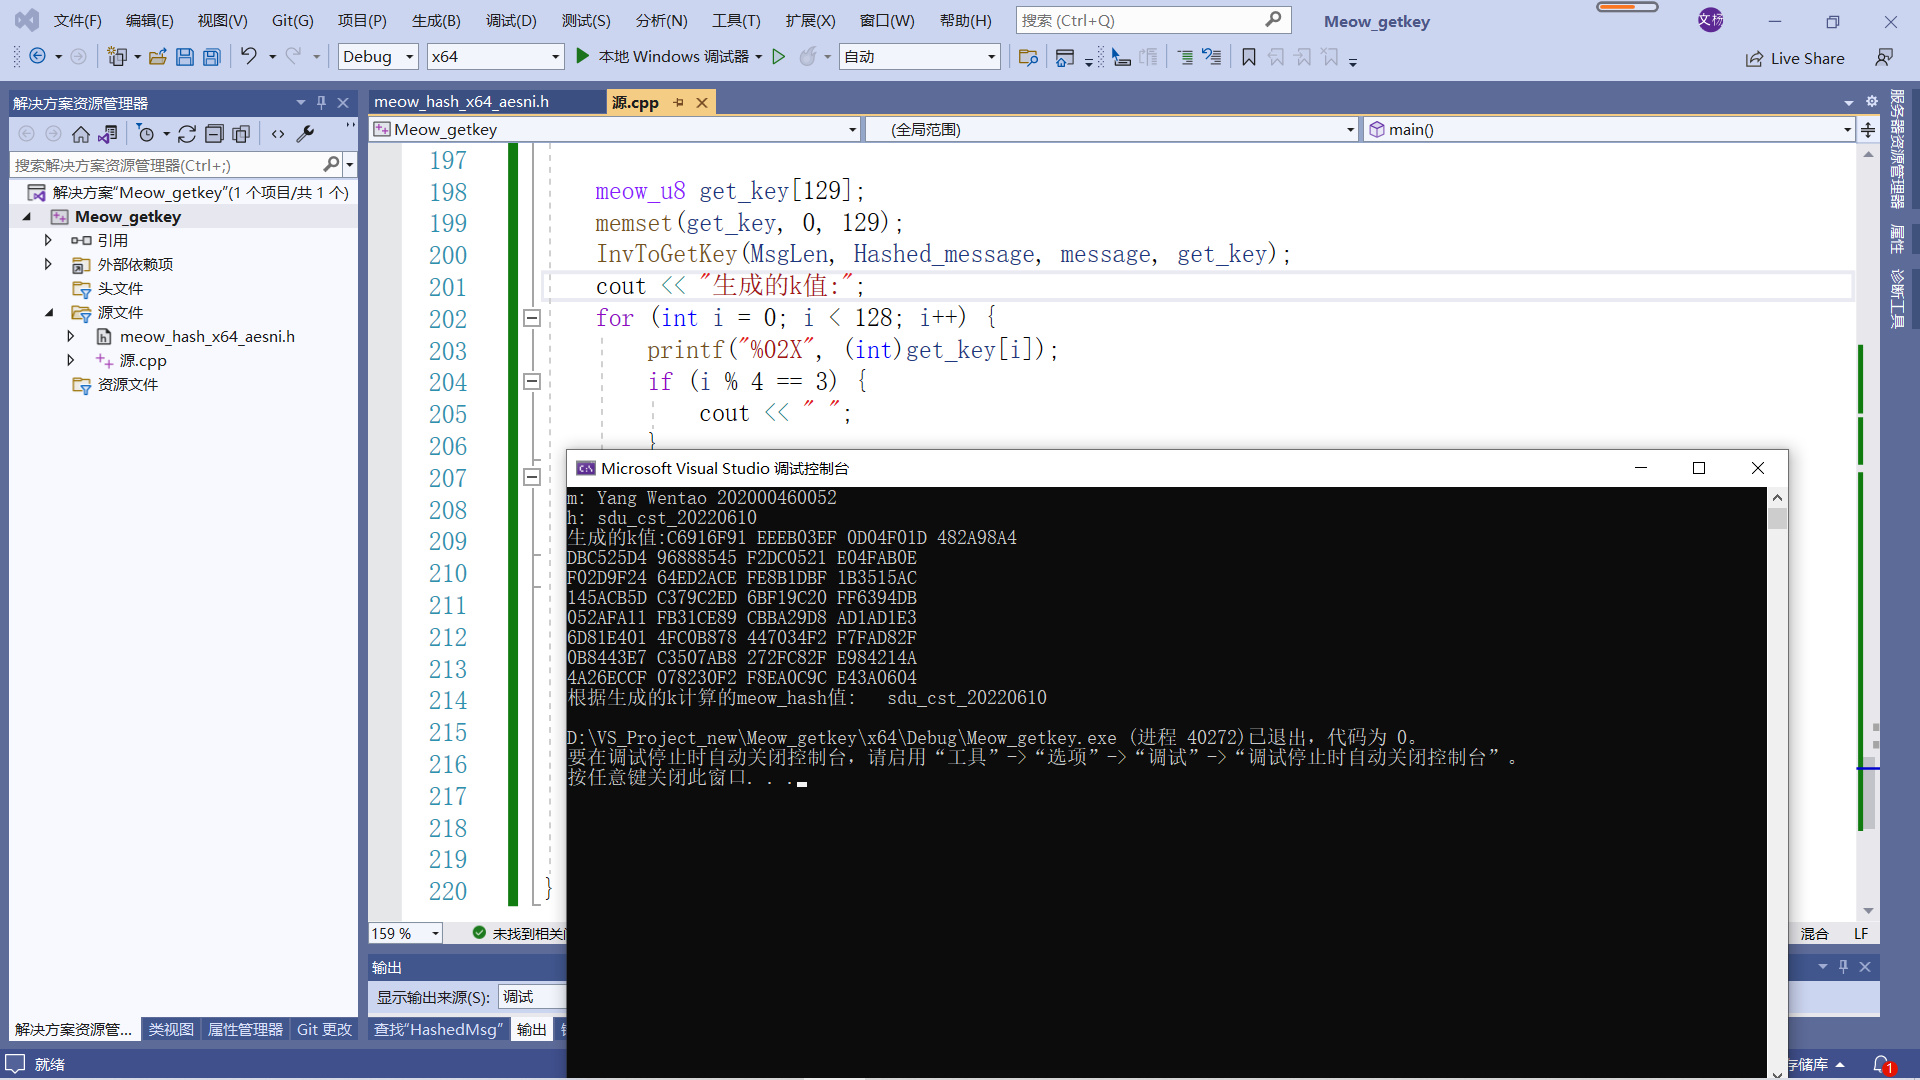 文件(F) 编辑(E) 视图(V) Git(G) 项目(P) 生成(B) 调试(D) 测试(S) 分析(N) 工具(T) 扩展(X) 窗口(W) 帮助(H) 搜索 (Ctrl+Q) Meow_getkey 文杨
Debug x64 本地 Windows 调试器 自动 Live Share
解决方案资源管理器
搜索解决方案资源管理器(Ctrl+;)
解决方案"Meow_getkey"(1 个项目/共 1 个)
Meow_getkey
引用
外部依赖项
头文件
源文件
meow_hash_x64_aesni.h
源.cpp
资源文件
解决方案资源管... 类视图 属性管理器 Git 更改
meow_hash_x64_aesni.h 源.cpp
Meow_getkey (全局范围) main()
197
198 meow_u8 get_key[129];
199 memset(get_key, 0, 129);
200 InvToGetKey(MsgLen, Hashed_message, message, get_key);
201 cout << "生成的k值:";
202 for (int i = 0; i < 128; i++) {
203 printf("%02X", (int)get_key[i]);
204 if (i % 4 == 3) {
205 cout << " ";
206 }
207
208
209
210
211
212
213
214
215
216
217
218
219
220 }
Microsoft Visual Studio 调试控制台
m: Yang Wentao 202000460052
h: sdu_cst_20220610
生成的k值:C6916F91 EEEB03EF 0D04F01D 482A98A4
DBC525D4 96888545 F2DC0521 E04FAB0E
F02D9F24 64ED2ACE FE8B1DBF 1B3515AC
145ACB5D C379C2ED 6BF19C20 FF6394DB
052AFA11 FB31CE89 CBBA29D8 AD1AD1E3
6D81E401 4FC0B878 447034F2 F7FAD82F
0B8443E7 C3507AB8 272FC82F E984214A
4A26ECCF 078230F2 F8EA0C9C E43A0604
根据生成的k计算的meow_hash值: sdu_cst_20220610
D:\VS_Project_new\Meow_getkey\x64\Debug\Meow_getkey.exe (进程 40272)已退出，代码为 0。
要在调试停止时自动关闭控制台，请启用“工具”->“选项”->“调试”->“调试停止时自动关闭控制台”。
按任意键关闭此窗口. . .
159 % 未找到相关 混合 LF
输出
显示输出来源(S): 调试
查找"HashedMsg" 输出
服务器资源管理器
属性
诊断工具
就绪 存储库 1